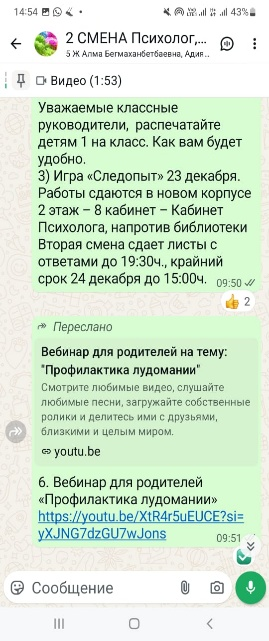 14:54
43%
2 СМЕНА Психолог,...
5 Ж Алма Бегмаханбетбаевна, Адия...
Видео (1:53)
Уважаемые классные
руководители, распечатайте
детям 1 на класс. Как вам будет
удобно.
3) Игра «Следопыт» 23 декабря.
Работы сдаются в новом корпусе
2 этаж – 8 кабинет – Кабинет
Психолога, напротив библиотеки
Вторая смена сдает листы с
ответами до 19:30ч., крайний
срок 24 декабря до 15:00ч.
09:50
👍 2
Переслано
Вебинар для родителей на тему:
"Профилактика лудомании"
Смотрите любимые видео, слушайте
любимые песни, загружайте собственные
ролики и делитесь ими с друзьями,
близкими и целым миром.
youtu.be
6. Вебинар для родителей
«Профилактика лудомании»
https://youtu.be/XtR4r5uEUCE?si=
yXJNG7dzGU7wJons
09:51
Сообщение